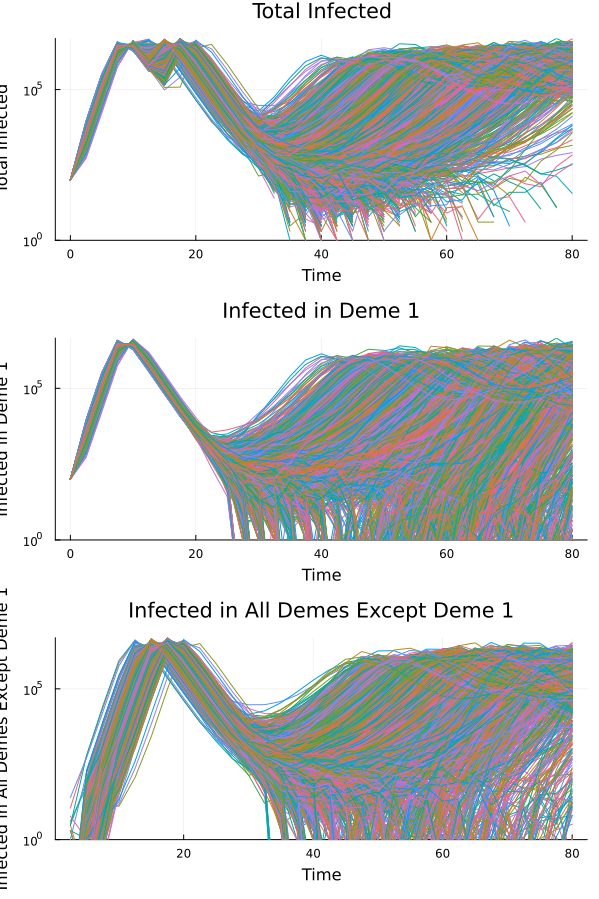 Total Infected
Total Infected
10^5
10^0
0 20 40 60 80
Time
Infected in Deme 1
Infected in Deme 1
10^5
10^0
0 20 40 60 80
Time
Infected in All Demes Except Deme 1
Infected in All Demes Except Deme 1
10^5
10^0
20 40 60 80
Time